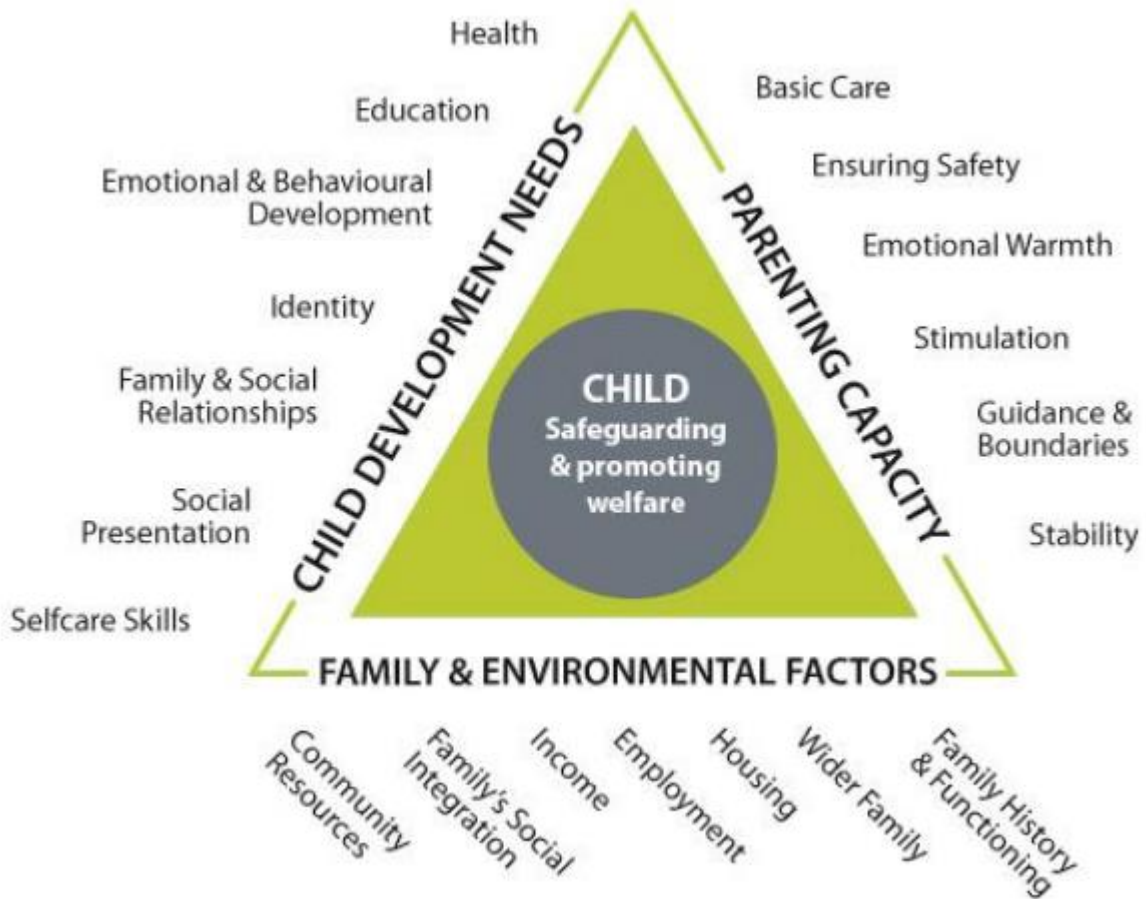 Health
Education
Emotional & Behavioural
Development
Identity
Family & Social
Relationships
Social
Presentation
Selfcare Skills
CHILD DEVELOPMENT NEEDS
CHILD
Safeguarding
& promoting
welfare
PARENTING CAPACITY
Basic Care
Ensuring Safety
Emotional Warmth
Stimulation
Guidance &
Boundaries
Stability
FAMILY & ENVIRONMENTAL FACTORS
Community
Resources
Family's Social
Integration
Income
Employment
Housing
Wider Family
Family History
& Functioning